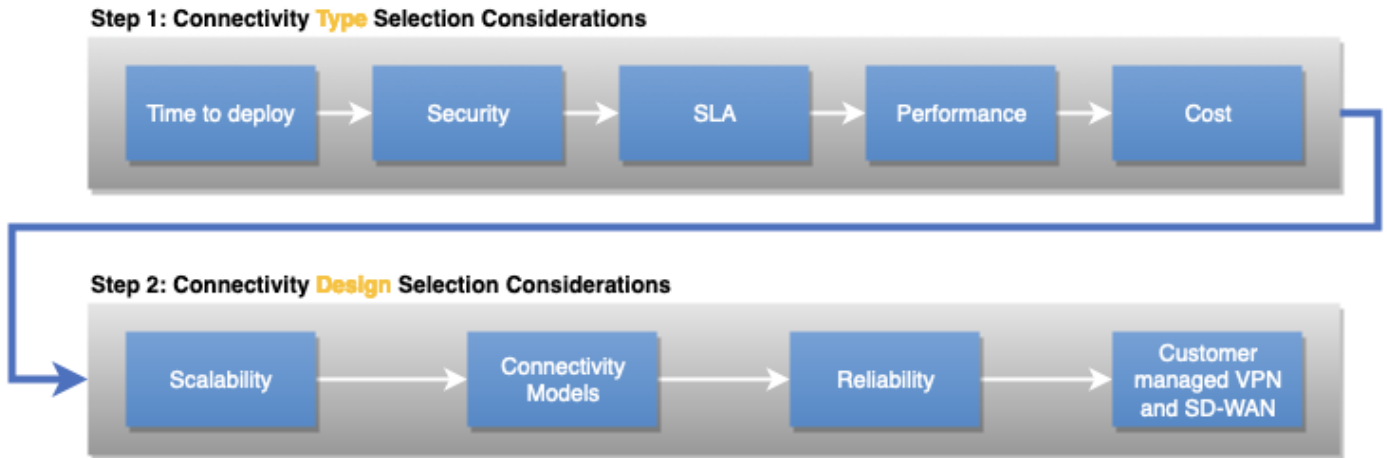 Step 1: Connectivity Type Selection Considerations
Time to deploy
Security
SLA
Performance
Cost
Step 2: Connectivity Design Selection Considerations
Scalability
Connectivity
Models
Reliability
Customer
managed VPN
and SD-WAN